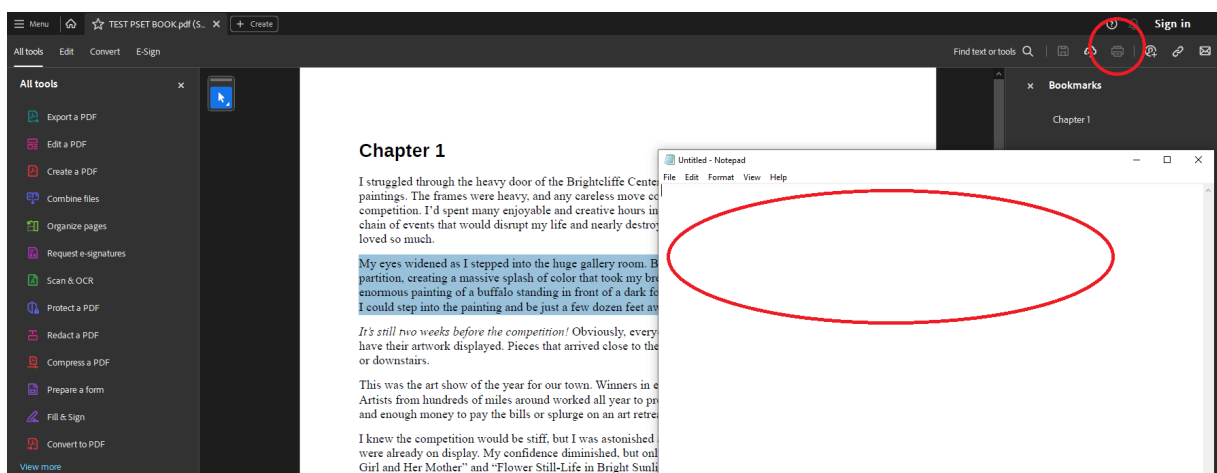 Menu
TEST PSET BOOK.pdf (S...
+ Create
Sign in
All tools Edit Convert E-Sign
Find text or tools
All tools
Export a PDF
Edit a PDF
Create a PDF
Combine files
Organize pages
Request e-signatures
Scan & OCR
Protect a PDF
Redact a PDF
Compress a PDF
Prepare a form
Fill & Sign
Convert to PDF
View more
Chapter 1
I struggled through the heavy door of the Brightcliffe Center
paintings. The frames were heavy, and any careless move
competition. I'd spent many enjoyable and creative hours in
chain of events that would disrupt my life and nearly
loved so much.
My eyes widened as I stepped into the huge gallery room.
partition, creating a massive splash of color that took my
enormous painting of a buffalo standing in front of a dark
I could step into the painting and be just a few dozen feet
It's still two weeks before the competition! Obviously,
have their artwork displayed. Pieces that arrived close to the
or downstairs.
This was the art show of the year for our town. Winners in
Artists from hundreds of miles around worked all year to
and enough money to pay the bills or splurge on an art
I knew the competition would be stiff, but I was astonished
were already on display. My confidence diminished, but
Girl and Her Mother" and "Flower Still-Life in Bright
Untitled - Notepad
File Edit Format View Help
Bookmarks
Chapter 1